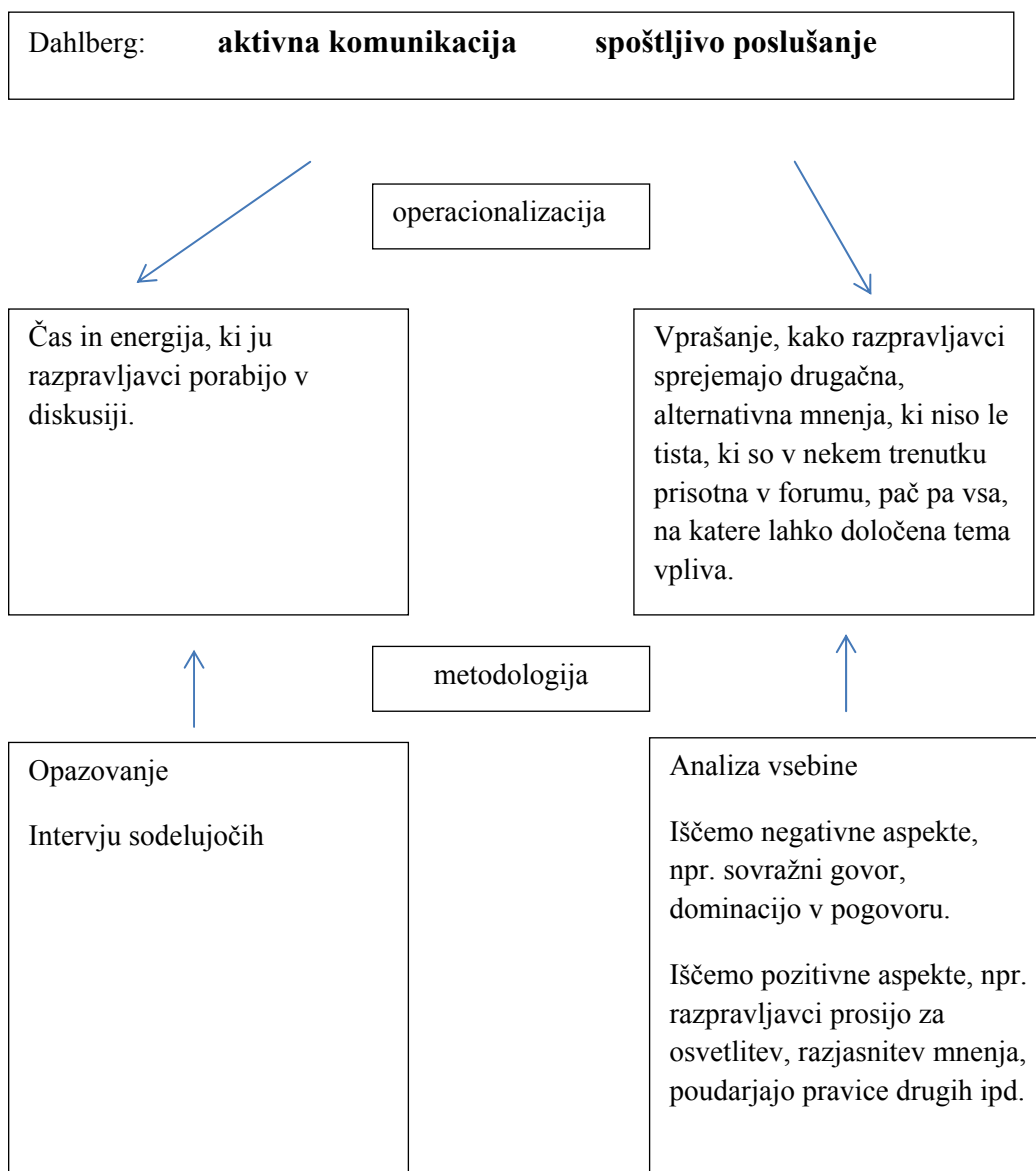 Dahlberg: aktivna komunikacija spoštljivo poslušanje
operacionalizacija
Čas in energija, ki ju
razpravljavci porabijo v
diskusiji.
Vprašanje, kako razpravljavci
sprejemajo drugačna,
alternativna mnenja, ki niso le
tista, ki so v nekem trenutku
prisotna v forumu, pač pa vsa,
na katere lahko določena tema
vpliva.
metodologija
Opazovanje
Intervju sodelujočih
Analiza vsebine
Iščemo negativne aspekte,
npr. sovražni govor,
dominacijo v pogovoru.
Iščemo pozitivne aspekte, npr.
razpravljavci prosijo za
osvetlitev, razjasnitev mnenja,
poudarjajo pravice drugih ipd.